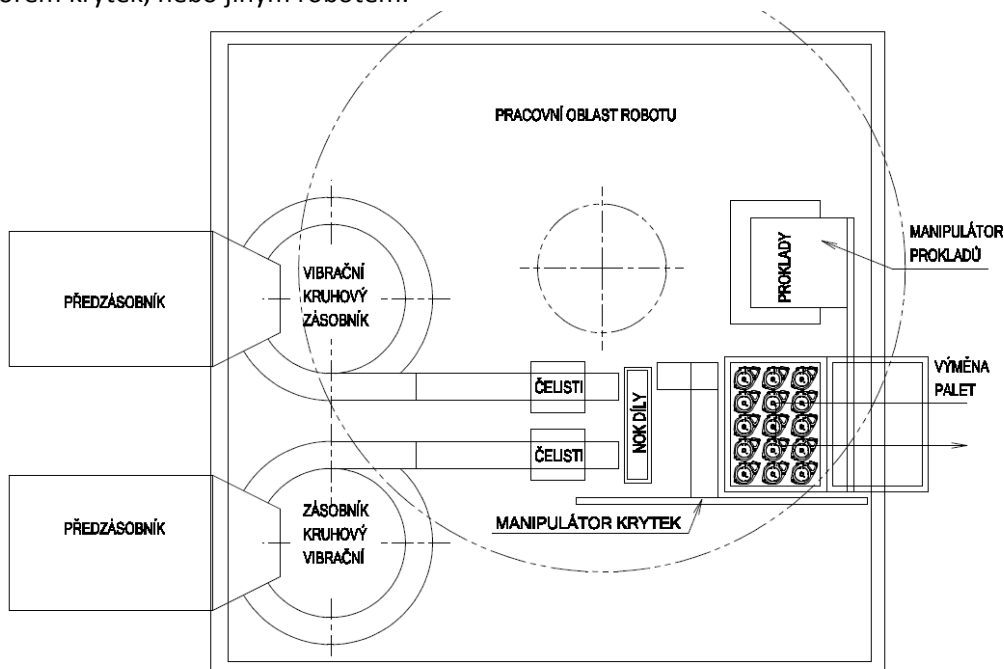 krytek, nebo jiným robotem.
PRACOVNÍ OBLAST ROBOTU
MANIPULÁTOR
PROKLADŮ
PROKLADY
VIBRAČNÍ
KRUHOVÝ
ZÁSOBNÍK
PŘEDZÁSOBNÍK
ČELISTI
NOK DÍLY
VÝMĚNA
PALET
ČELISTI
MANIPULÁTOR KRYTEK
PŘEDZÁSOBNÍK
ZÁSOBNÍK
KRUHOVÝ
VIBRAČNÍ